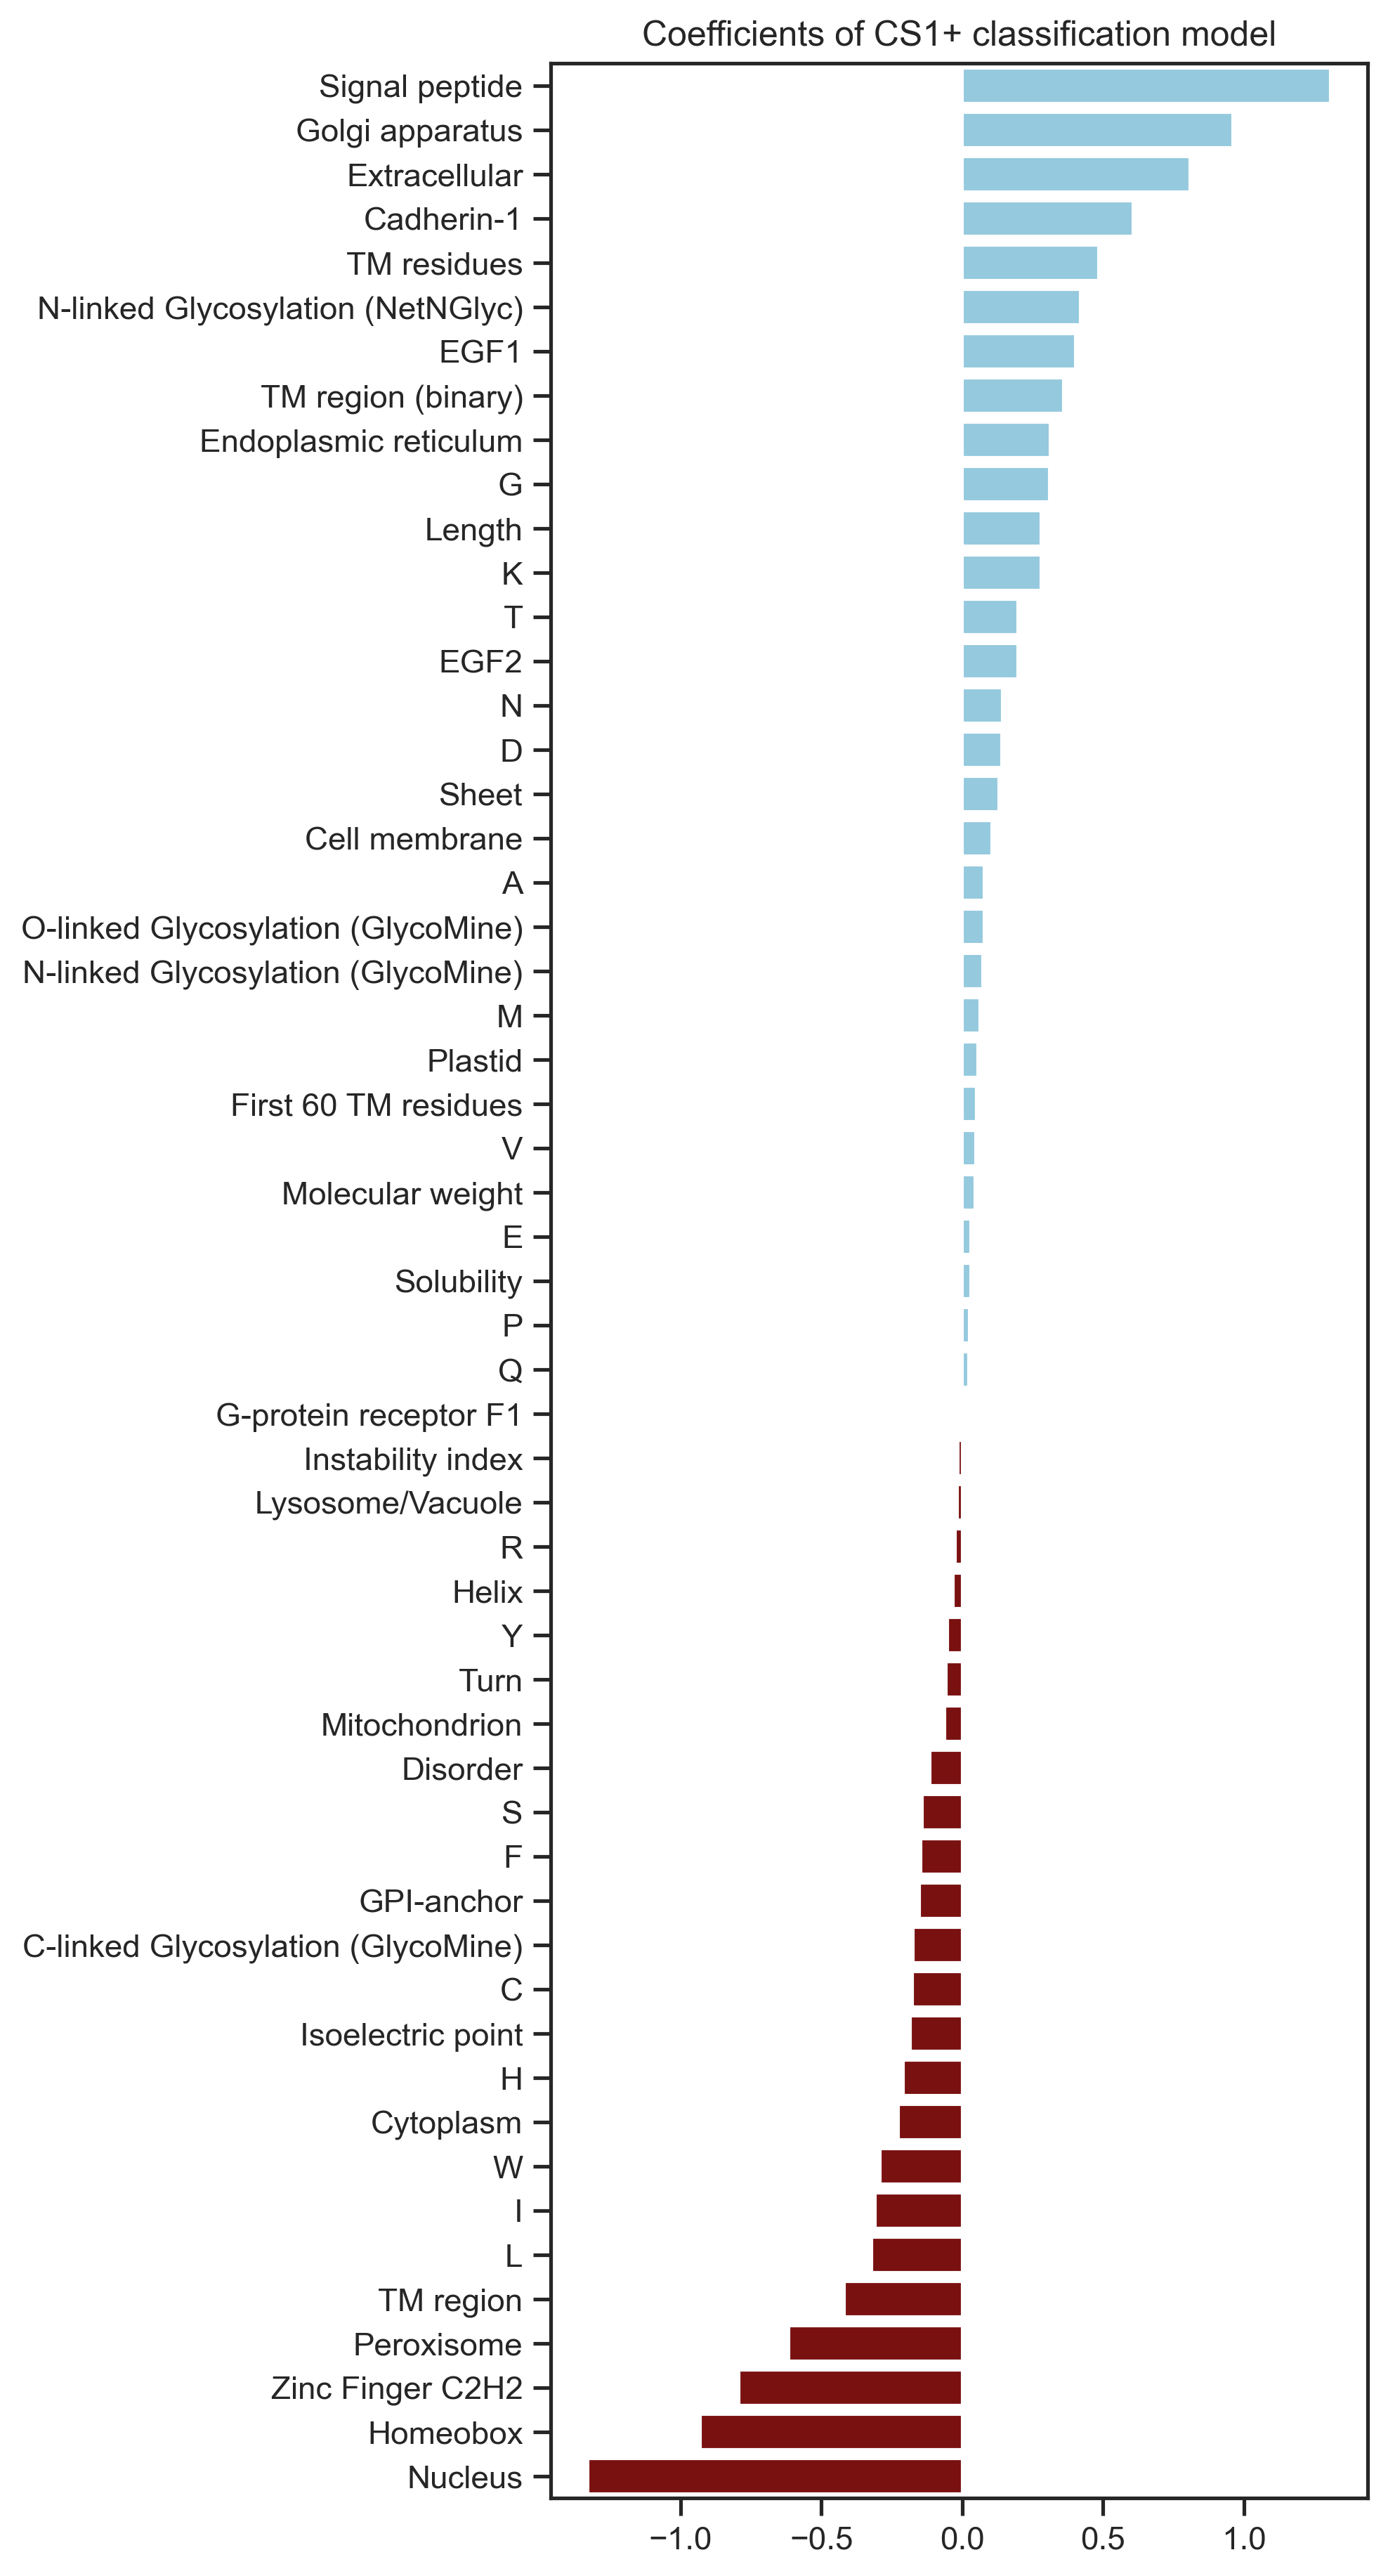 Coefficients of CS1+ classification model
Signal peptide
Golgi apparatus
Extracellular
Cadherin-1
TM residues
N-linked Glycosylation (NetNGlyc)
EGF1
TM region (binary)
Endoplasmic reticulum
G
Length
K
T
EGF2
N
D
Sheet
Cell membrane
A
O-linked Glycosylation (GlycoMine)
N-linked Glycosylation (GlycoMine)
M
Plastid
First 60 TM residues
V
Molecular weight
E
Solubility
P
Q
G-protein receptor F1
Instability index
Lysosome/Vacuole
R
Helix
Y
Turn
Mitochondrion
Disorder
S
F
GPI-anchor
C-linked Glycosylation (GlycoMine)
C
Isoelectric point
H
Cytoplasm
W
I
L
TM region
Peroxisome
Zinc Finger C2H2
Homeobox
Nucleus
−1.0 −0.5 0.0 0.5 1.0